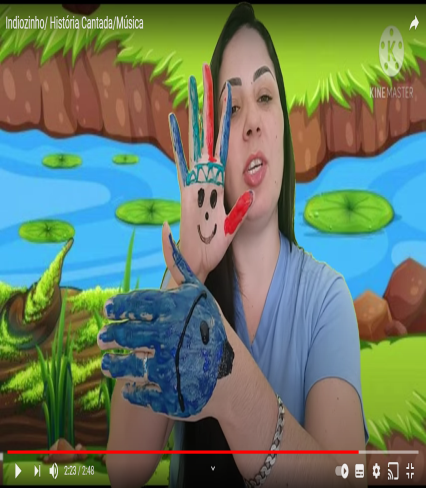 Indiozinho/ História Cantada/Música
KINEMASTER
2:23 / 2:48